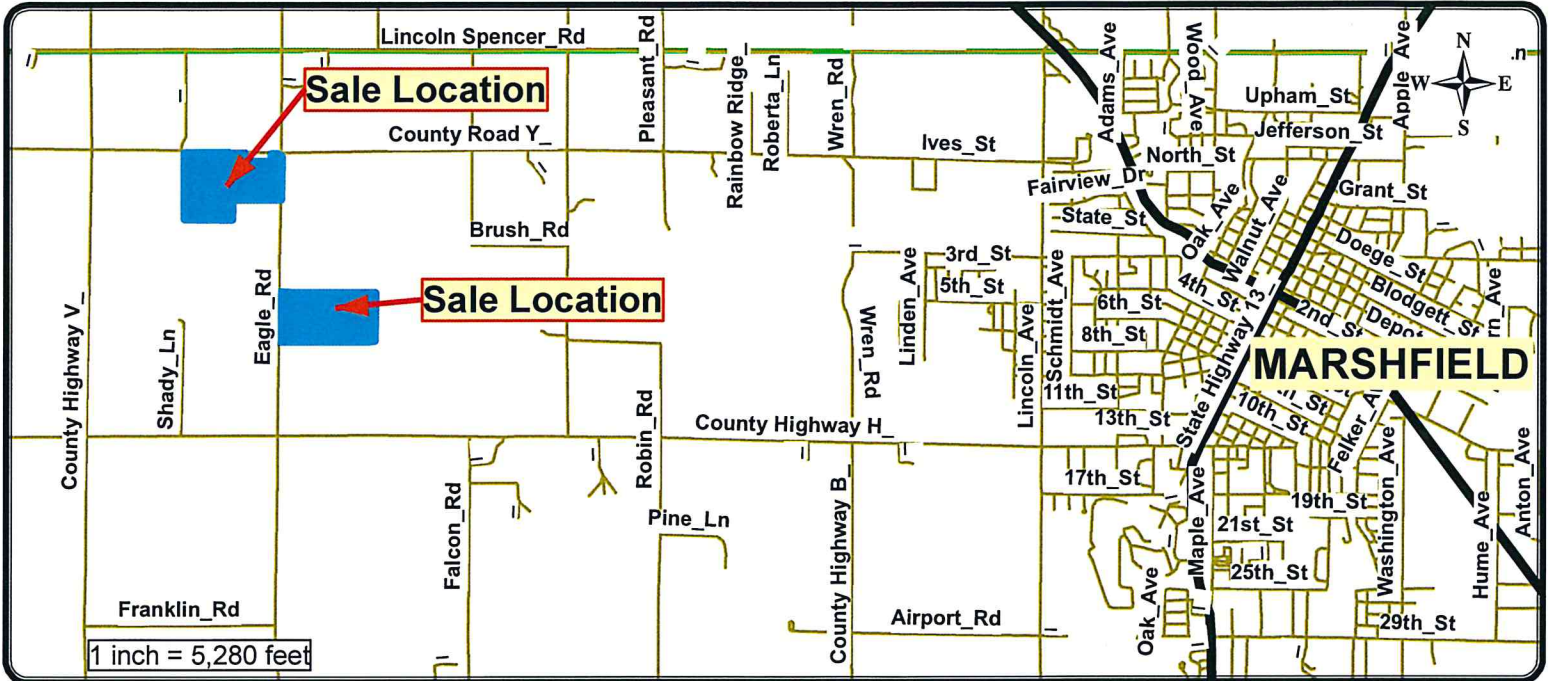 Lincoln Spencer_Rd
Pleasant_Rd
Rainbow Ridge_
Roberta_Ln
Wren_Rd
Adams_Ave
Wood_Ave
Apple_Ave
N
W
E
S
Sale Location
Upham_St
County Road Y_
Ives_St
Jefferson_St
North_St
Fairview_Dr
Grant_St
State_St
Oak_Ave
Walnut_Ave
Brush_Rd
Doege_St
3rd_St
5th_St
4th_St
Blodgett_St
Sale Location
6th_St
2nd_St
Depot
8th_St
Eagle_Rd
Linden_Ave
Schmidt_Ave
Lincoln_Ave
Wren_Rd
State Highway 13_
MARSHFIELD
Shady_Ln
County Highway V_
11th_St
10th_St
13th_St
County Highway H_
Robin_Rd
17th_St
19th_St
Washington_Ave
Falcon_Rd
Pine_Ln
Maple_Ave
21st_St
Hume_Ave
Anton_Ave
County Highway B_
25th_St
Oak_Ave
Franklin_Rd
Airport_Rd
29th_St
1 inch = 5,280 feet